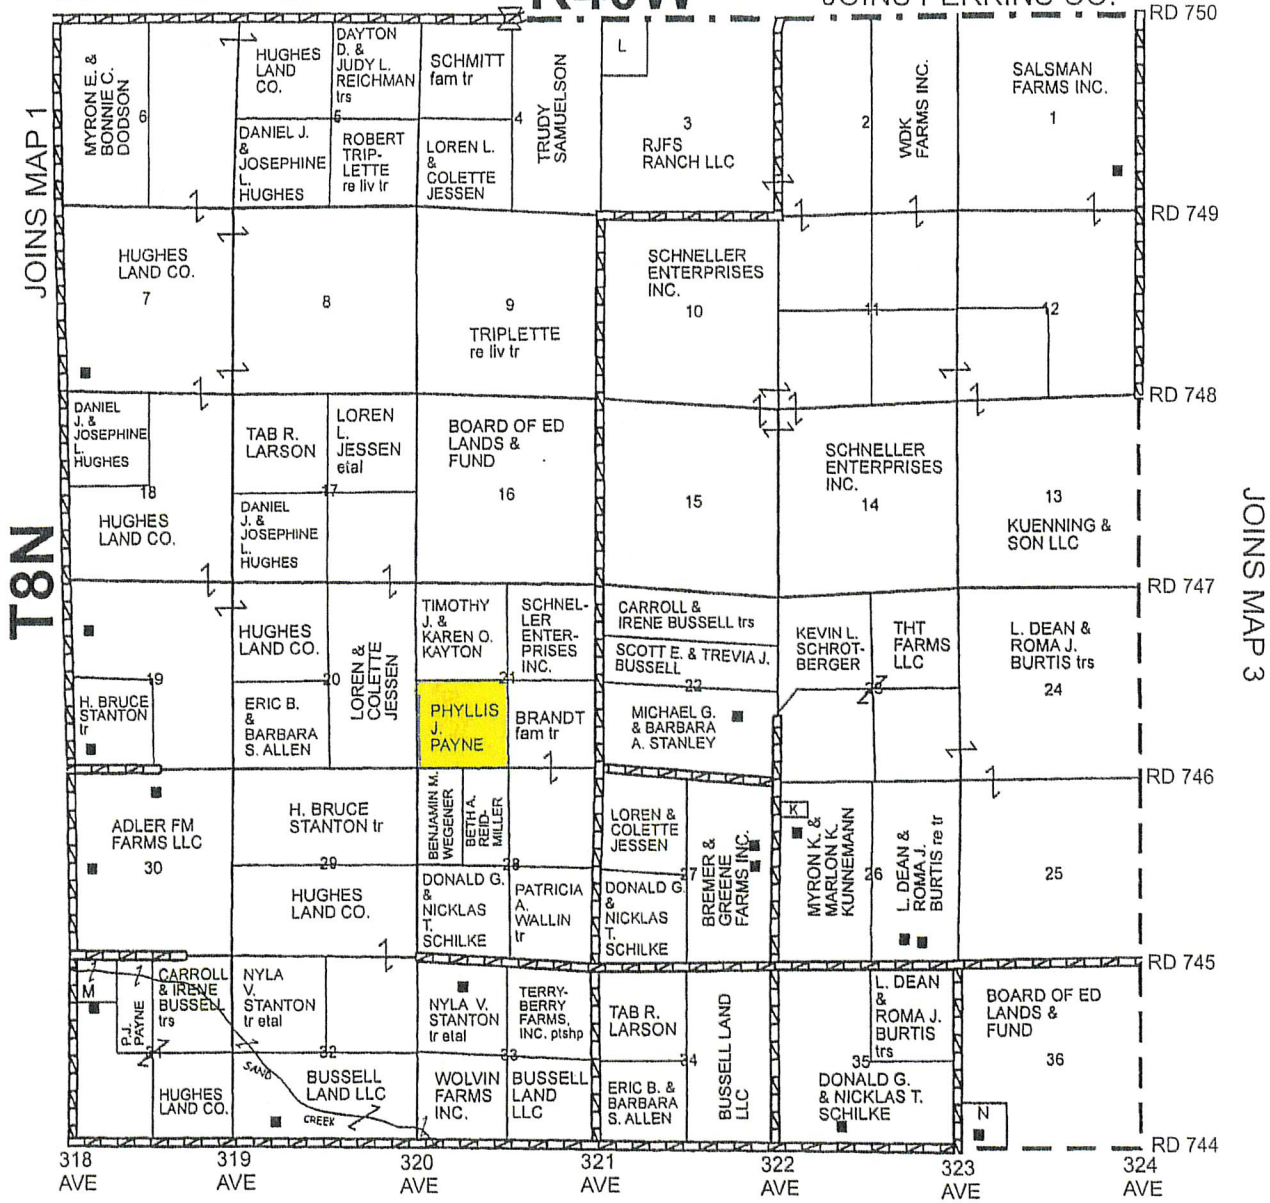 R-40W
JOINS PERKINS CO.
RD 750
MYRON E. &
BONNIE C.
DODSON
6
HUGHES
LAND
CO.
DAYTON
D. &
JUDY L.
REICHMAN
trs
5
DANIEL J.
&
JOSEPHINE
L.
HUGHES
ROBERT
TRIP-
LETTE
re liv tr
SCHMITT
fam tr
4
LOREN L.
&
COLETTE
JESSEN
TRUDY
SAMUELSON
L
3
RJFS
RANCH LLC
2
WDK
FARMS INC.
SALSMAN
FARMS INC.
1
JOINS MAP 1
RD 749
HUGHES
LAND CO.
7
8
9
TRIPLETTE
re liv tr
SCHNELLER
ENTERPRISES
INC.
10
11
12
RD 748
DANIEL
J. &
JOSEPHINE
L.
HUGHES
18
HUGHES
LAND CO.
TAB R.
LARSON
LOREN
L.
JESSEN
etal
17
DANIEL
J. &
JOSEPHINE
L.
HUGHES
BOARD OF ED
LANDS &
FUND
16
15
SCHNELLER
ENTERPRISES
INC.
14
13
KUENNING &
SON LLC
T8N
JOINS MAP 3
RD 747
19
H. BRUCE
STANTON
tr
HUGHES
LAND CO.
20
ERIC B.
&
BARBARA
S. ALLEN
LOREN &
COLETTE
JESSEN
TIMOTHY
J. &
KAREN O.
KAYTON
SCHNEL-
LER
ENTER-
PRISES
INC.
21
PHYLLIS
J.
PAYNE
BRANDT
fam tr
CARROLL &
IRENE BUSSELL trs
SCOTT E. & TREVIA J.
BUSSELL
22
MICHAEL G.
& BARBARA
A. STANLEY
KEVIN L.
SCHROT-
BERGER
THT
FARMS
LLC
23
L. DEAN &
ROMA J.
BURTIS trs
24
RD 746
ADLER FM
FARMS LLC
30
H. BRUCE
STANTON tr
29
HUGHES
LAND CO.
BENJAMIN M.
WEGENER
BETH A.
REID-
MILLER
28
DONALD G.
&
NICKLAS
T.
SCHILKE
PATRICIA
A.
WALLIN
tr
LOREN &
COLETTE
JESSEN
27
DONALD G.
&
NICKLAS
T.
SCHILKE
BREMER &
GREENE
FARMS INC.
K
MYRON K. &
MARLON K.
KUNNEMANN
26
L. DEAN &
ROMA J.
BURTIS re tr
25
RD 745
M
P.J.
PAYNE
CARROLL
& IRENE
BUSSELL
trs
31
HUGHES
LAND CO.
NYLA
V.
STANTON
tr etal
32
SAND
CREEK
BUSSELL
LAND LLC
NYLA V.
STANTON
tr etal
TERRY-
BERRY
FARMS,
INC. ptshp
33
WOLVIN
FARMS
INC.
BUSSELL
LAND
LLC
TAB R.
LARSON
34
ERIC B. &
BARBARA
S. ALLEN
BUSSELL LAND
LLC
L. DEAN
&
ROMA J.
BURTIS
trs
35
DONALD G.
& NICKLAS T.
SCHILKE
BOARD OF ED
LANDS &
FUND
36
N
RD 744
318
AVE
319
AVE
320
AVE
321
AVE
322
AVE
323
AVE
324
AVE